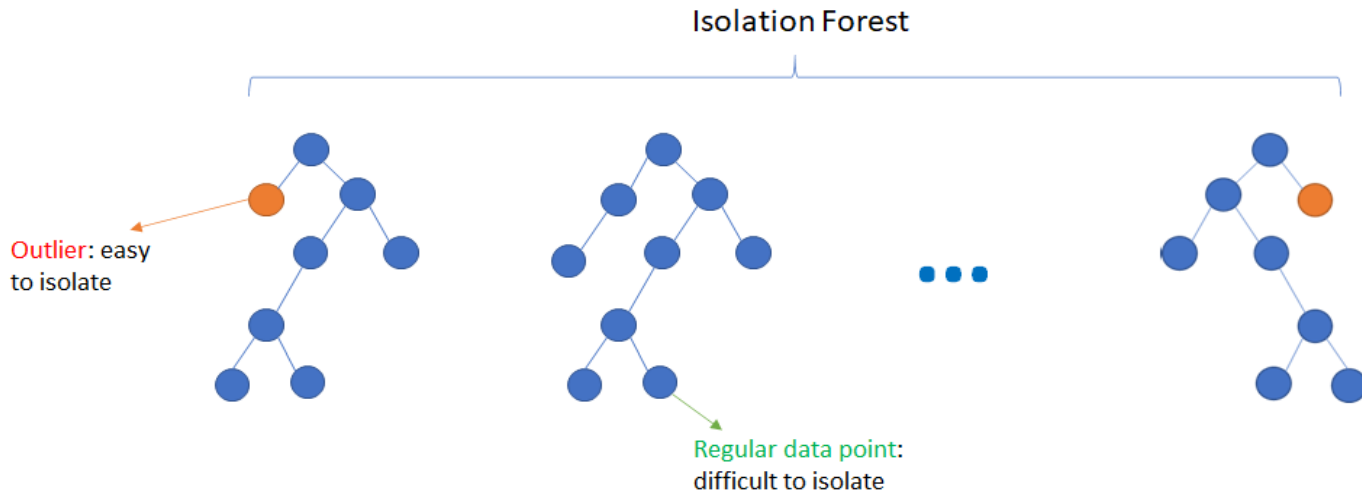 Isolation Forest
Outlier: easy
to isolate
Regular data point:
difficult to isolate